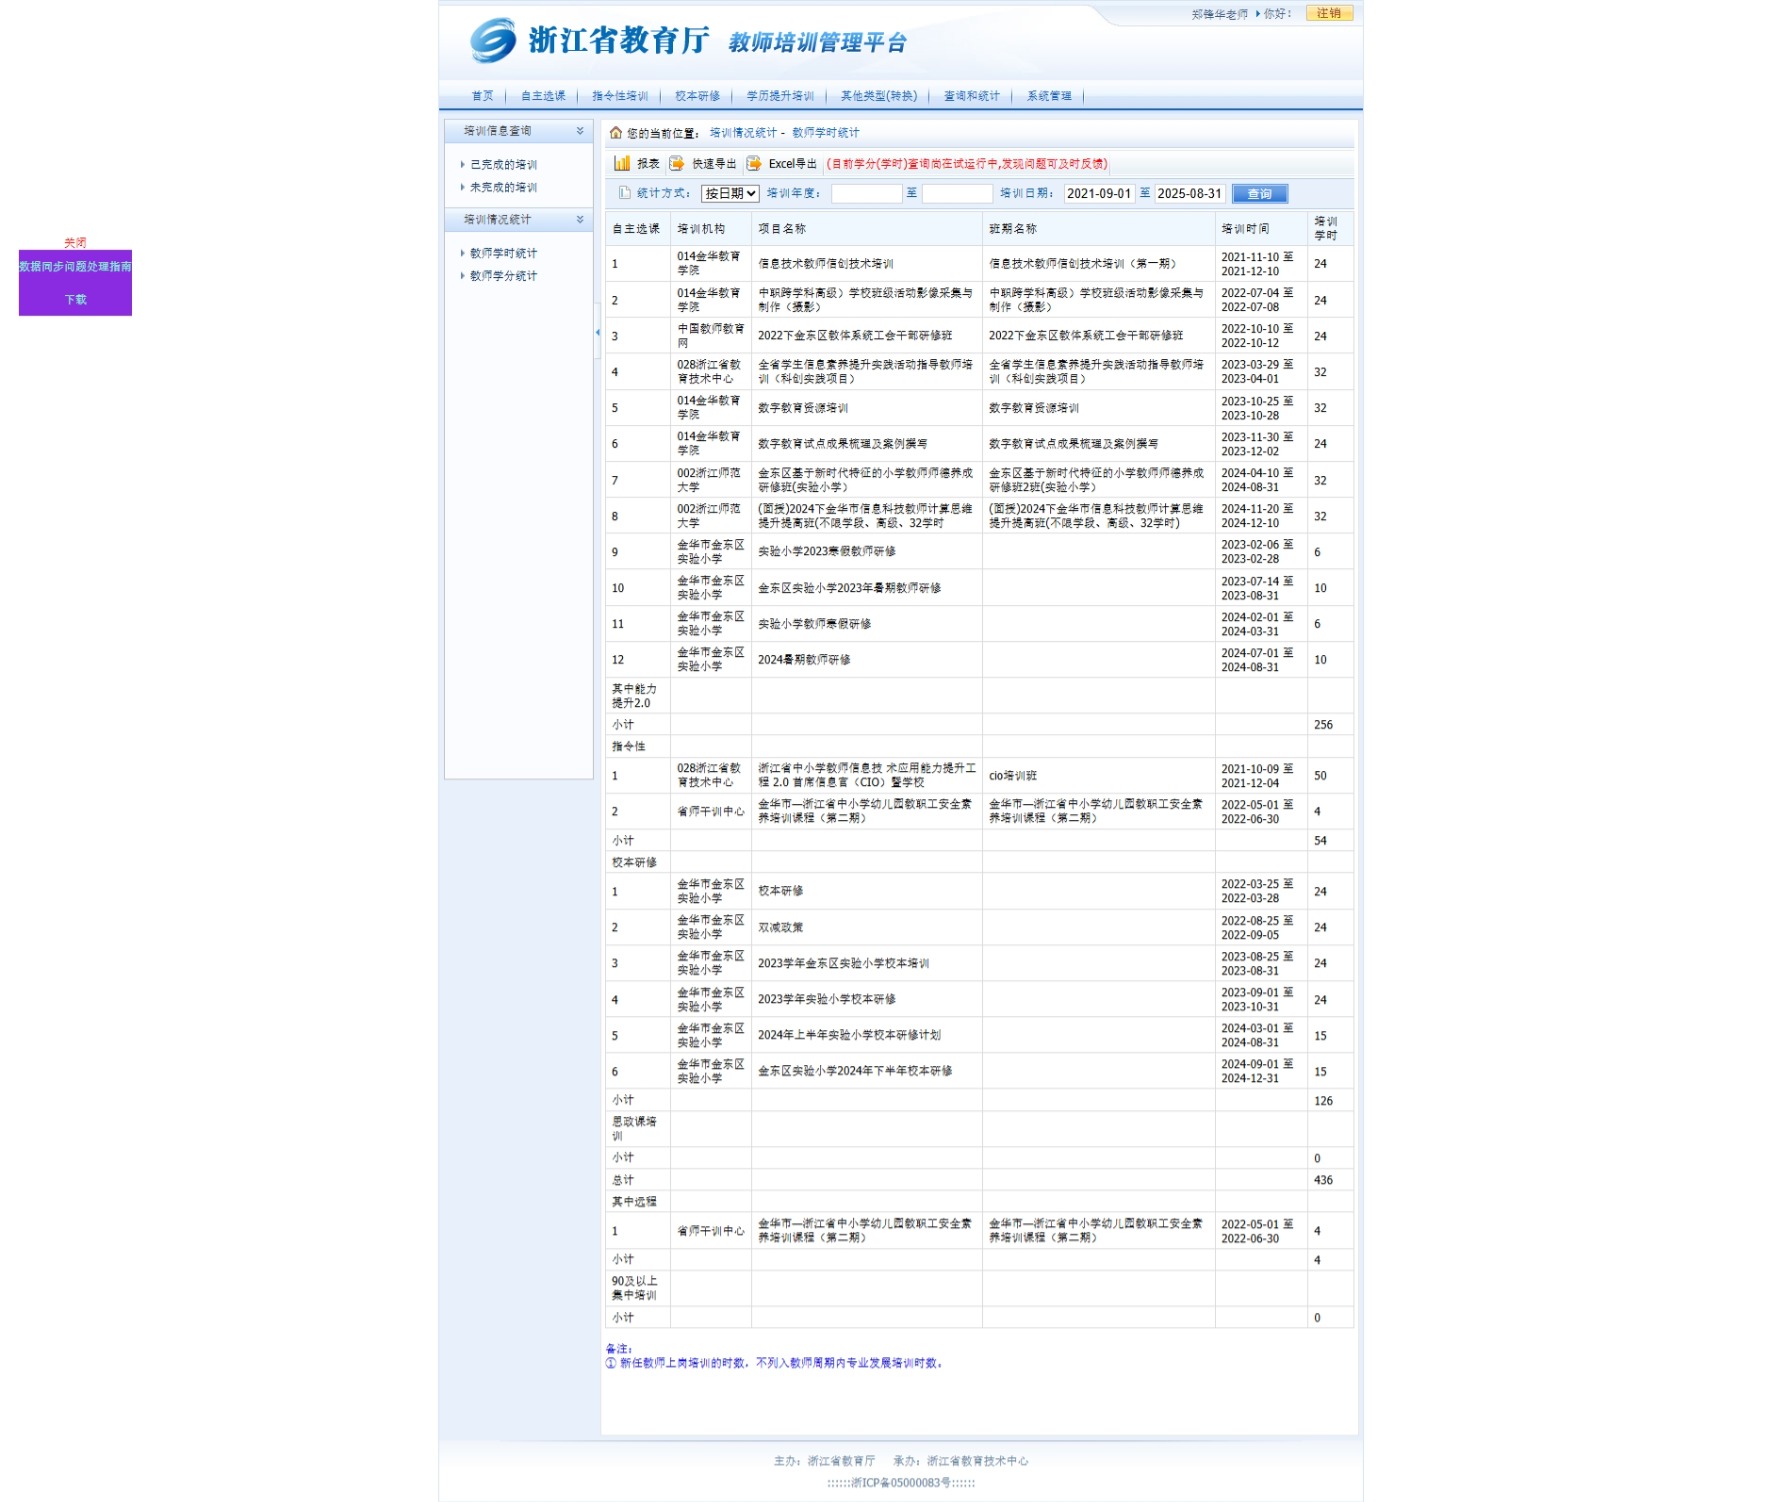 郑锋华老师 你好！ 注销
浙江省教育厅 教师培训管理平台
首页 自主选课 指令性培训 校本研修 学历提升培训 其他类型(转换) 查询和统计 系统管理
关闭
数据同步问题处理指南
下载
培训信息查询
已完成的培训
未完成的培训
培训情况统计
教师学时统计
教师学分统计
您的当前位置： 培训情况统计 - 教师学时统计
报表 快速导出 Excel导出 (目前学分(学时)查询尚在试运行中,发现问题可及时反馈)
统计方式： 按日期 培训年度： 至 培训日期： 2021-09-01 至 2025-08-31 查询
自主选课 培训机构 项目名称 班期名称 培训时间 培训学时
1 014金华教育学院 信息技术教师信创技术培训 信息技术教师信创技术培训（第一期） 2021-11-10 至 2021-12-10 24
2 014金华教育学院 中职跨学科高级）学校班级活动影像采集与制作（摄影） 中职跨学科高级）学校班级活动影像采集与制作（摄影） 2022-07-04 至 2022-07-08 24
3 中国教师教育网 2022下金东区教体系统工会干部研修班 2022下金东区教体系统工会干部研修班 2022-10-10 至 2022-10-12 24
4 028浙江省教育技术中心 全省学生信息素养提升实践活动指导教师培训（科创实践项目） 全省学生信息素养提升实践活动指导教师培训（科创实践项目） 2023-03-29 至 2023-04-01 32
5 014金华教育学院 数字教育资源培训 数字教育资源培训 2023-10-25 至 2023-10-28 32
6 014金华教育学院 数字教育试点成果梳理及案例撰写 数字教育试点成果梳理及案例撰写 2023-11-30 至 2023-12-02 24
7 002浙江师范大学 金东区基于新时代特征的小学教师师德养成研修班(实验小学） 金东区基于新时代特征的小学教师师德养成研修班2班(实验小学） 2024-04-10 至 2024-08-31 32
8 002浙江师范大学 (面授)2024下金华市信息科技教师计算思维提升提高班(不限学段、高级、32学时 (面授)2024下金华市信息科技教师计算思维提升提高班(不限学段、高级、32学时) 2024-11-20 至 2024-12-10 32
9 金华市金东区实验小学 实验小学2023寒假教师研修 2023-02-06 至 2023-02-28 6
10 金华市金东区实验小学 金东区实验小学2023年暑期教师研修 2023-07-14 至 2023-08-31 10
11 金华市金东区实验小学 实验小学教师寒假研修 2024-02-01 至 2024-03-31 6
12 金华市金东区实验小学 2024暑期教师研修 2024-07-01 至 2024-08-31 10
其中能力提升2.0
小计 256
指令性
1 028浙江省教育技术中心 浙江省中小学教师信息技 术应用能力提升工程 2.0 首席信息官（CIO）暨学校 cio培训班 2021-10-09 至 2021-12-04 50
2 省师干训中心 金华市—浙江省中小学幼儿园教职工安全素养培训课程（第二期） 金华市—浙江省中小学幼儿园教职工安全素养培训课程（第二期） 2022-05-01 至 2022-06-30 4
小计 54
校本研修
1 金华市金东区实验小学 校本研修 2022-03-25 至 2022-03-28 24
2 金华市金东区实验小学 双减政策 2022-08-25 至 2022-09-05 24
3 金华市金东区实验小学 2023学年金东区实验小学校本培训 2023-08-25 至 2023-08-31 24
4 金华市金东区实验小学 2023学年实验小学校本研修 2023-09-01 至 2023-10-31 24
5 金华市金东区实验小学 2024年上半年实验小学校本研修计划 2024-03-01 至 2024-08-31 15
6 金华市金东区实验小学 金东区实验小学2024年下半年校本研修 2024-09-01 至 2024-12-31 15
小计 126
思政课培训
小计 0
总计 436
其中远程
1 省师干训中心 金华市—浙江省中小学幼儿园教职工安全素养培训课程（第二期） 金华市—浙江省中小学幼儿园教职工安全素养培训课程（第二期） 2022-05-01 至 2022-06-30 4
小计 4
90及以上集中培训
小计 0
备注：
① 新任教师上岗培训的时数，不列入教师周期内专业发展培训时数。
主办：浙江省教育厅 承办：浙江省教育技术中心
::::::浙ICP备05000083号::::::